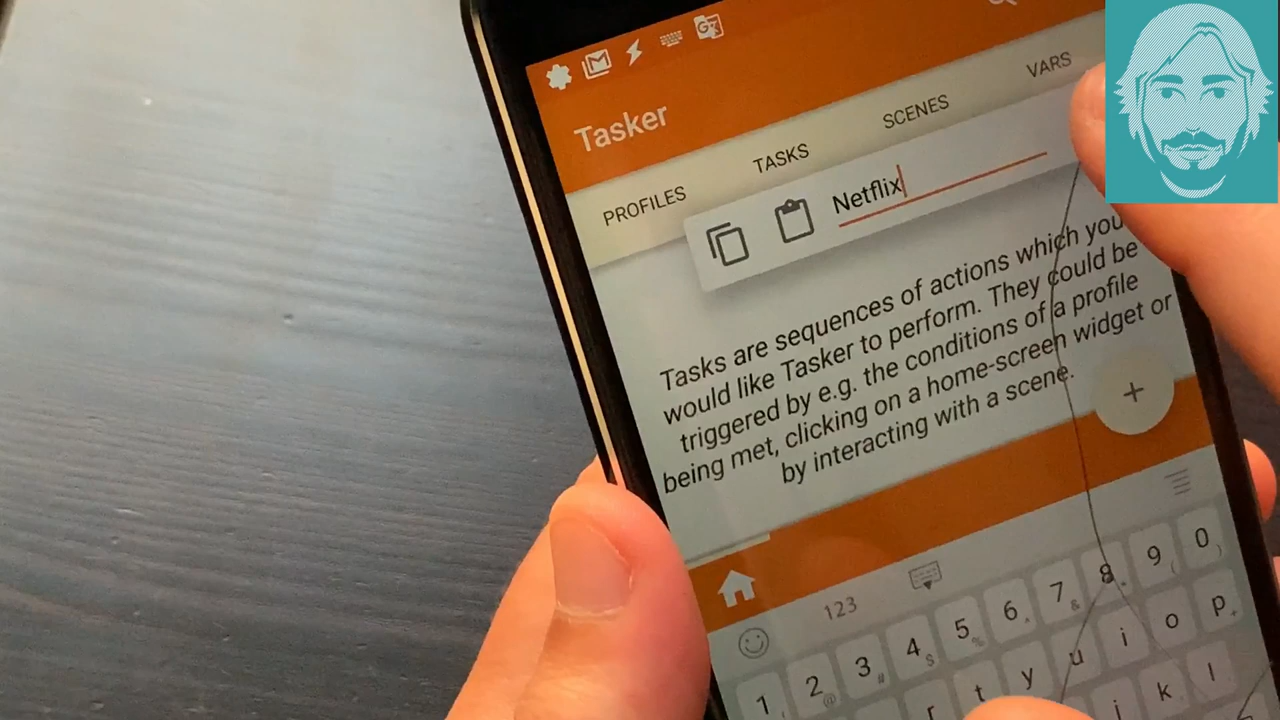 Tasker
PROFILES TASKS SCENES VARS
Netflix
Tasks are sequences of actions which you
would like Tasker to perform. They could be
triggered by e.g. the conditions of a profile
being met, clicking on a home-screen widget or
by interacting with a scene.
123
1 2 3 4 5 6 7 8 9 0
r t y u i o p
j k l